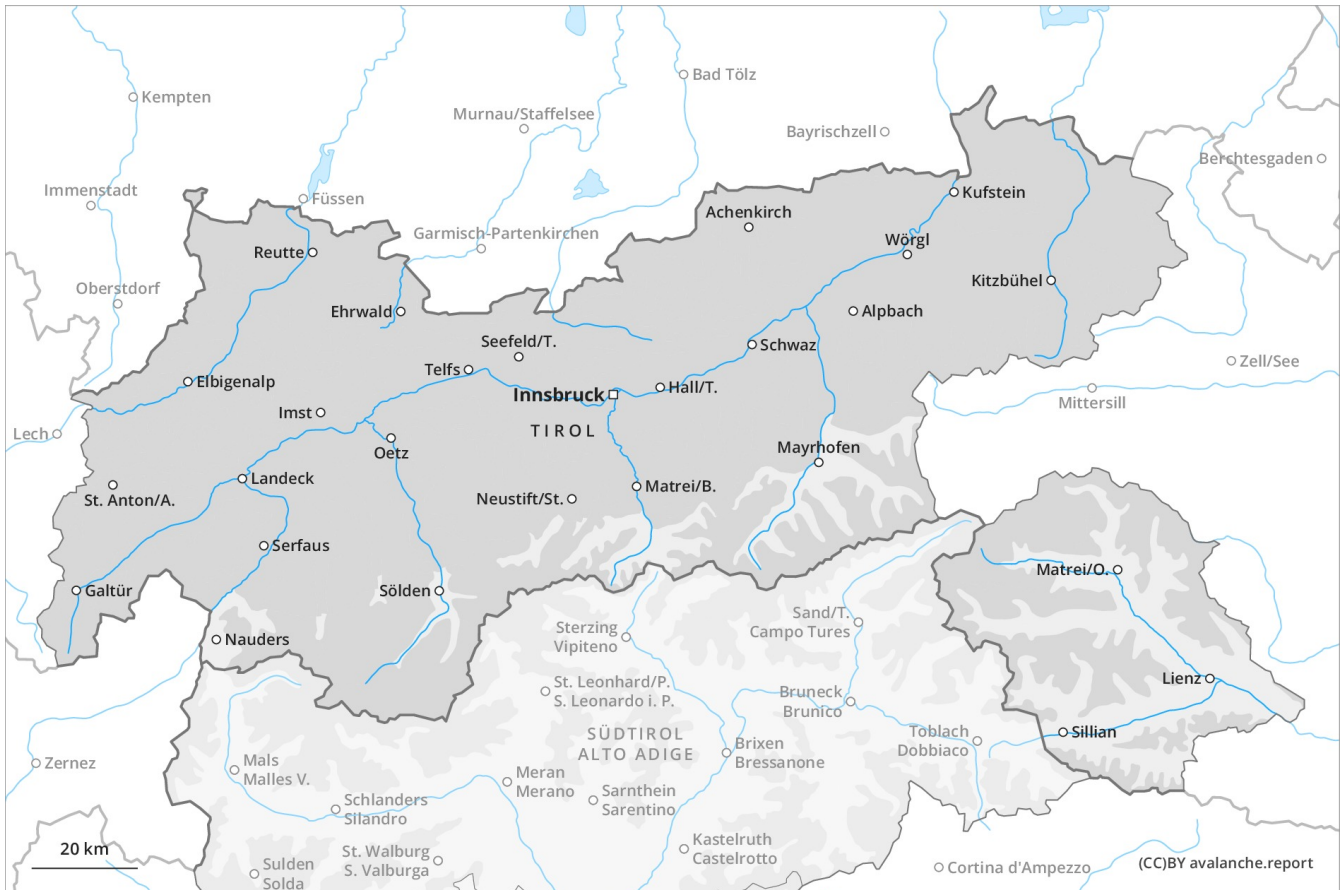 Kempten
Bad Tölz
Murnau/Staffelsee
Bayrischzell
Berchtesgaden
Immenstadt
Füssen
Kufstein
Achenkirch
Garmisch-Partenkirchen
Wörgl
Reutte
Kitzbühel
Oberstdorf
Ehrwald
Alpbach
Seefeld/T.
Schwaz
Zell/See
Telfs
Elbigenalp
Hall/T.
Innsbruck
Mittersill
Imst
TIROL
Lech
Oetz
Mayrhofen
Landeck
Matrei/B.
St. Anton/A.
Neustift/St.
Serfaus
Matrei/O.
Galtür
Sölden
Sand/T.
Campo Tures
Sterzing
Vipiteno
Nauders
Lienz
St. Leonhard/P.
S. Leonardo i. P.
Bruneck
Brunico
Sillian
SÜDTIROL
ALTO ADIGE
Toblach
Dobbiaco
Brixen
Bressanone
Zernez
Mals
Malles V.
Meran
Merano
Sarnthein
Sarentino
Schlanders
Silandro
Kastelruth
Castelrotto
20 km
St. Walburg
S. Valburga
Sulden
Solda
Cortina d'Ampezzo
(CC)BY avalanche.report